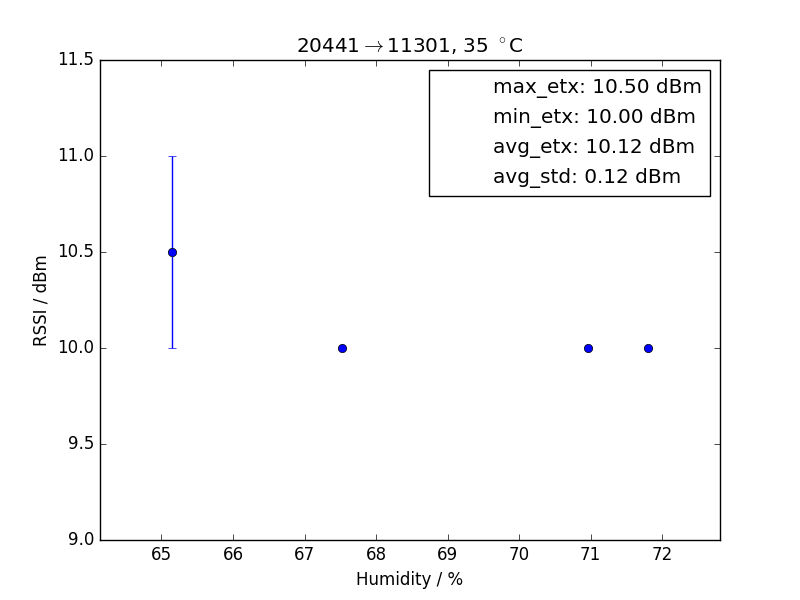 20441→11301, 35 °C
max_etx: 10.50 dBm
min_etx: 10.00 dBm
avg_etx: 10.12 dBm
avg_std: 0.12 dBm
RSSI / dBm
11.5
11.0
10.5
10.0
9.5
9.0
65 66 67 68 69 70 71 72
Humidity / %